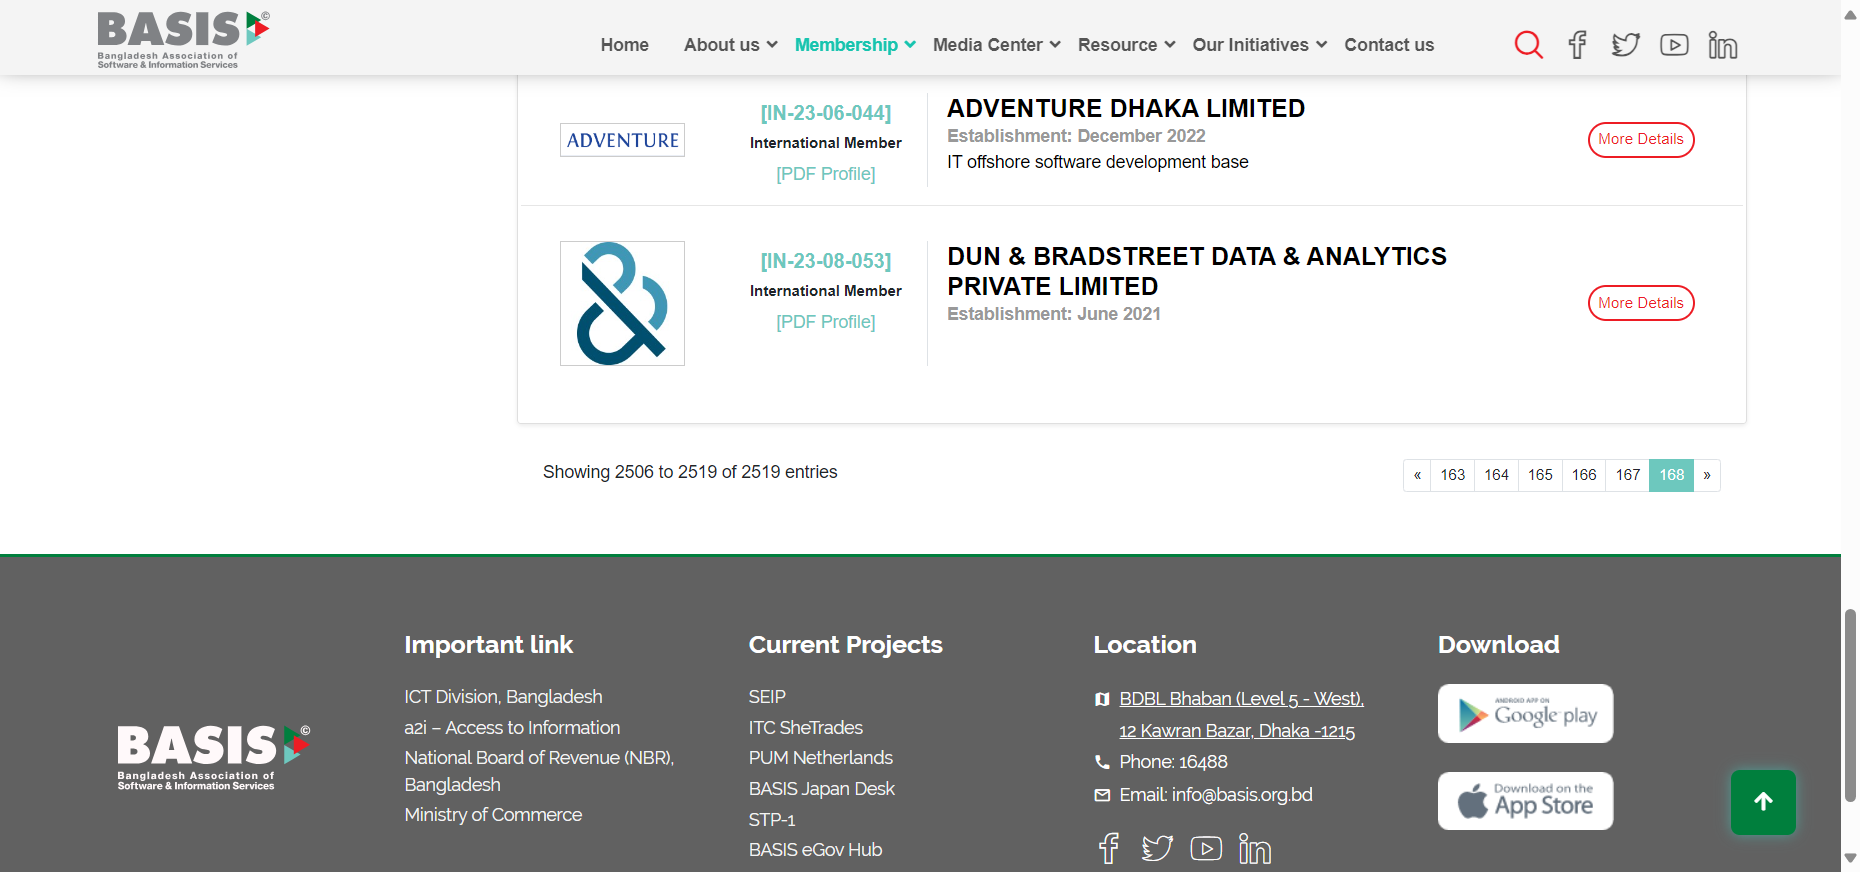 BASIS ©
Bangladesh Association of
Software & Information Services
Home
About us
Membership
Media Center
Resource
Our Initiatives
Contact us
ADVENTURE
[IN-23-06-044]
International Member
[PDF Profile]
ADVENTURE DHAKA LIMITED
Establishment: December 2022
IT offshore software development base
More Details
[IN-23-08-053]
International Member
[PDF Profile]
DUN & BRADSTREET DATA & ANALYTICS
PRIVATE LIMITED
Establishment: June 2021
More Details
Showing 2506 to 2519 of 2519 entries
« 163 164 165 166 167 168 »
BASIS ©
Bangladesh Association of
Software & Information Services
Important link
ICT Division, Bangladesh
a2i – Access to Information
National Board of Revenue (NBR),
Bangladesh
Ministry of Commerce
Current Projects
SEIP
ITC SheTrades
PUM Netherlands
BASIS Japan Desk
STP-1
BASIS eGov Hub
Location
BDBL Bhaban (Level 5 - West),
12 Kawran Bazar, Dhaka -1215
Phone: 16488
Email: info@basis.org.bd
Download
ANDROID APP ON
Google play
Download on the
App Store